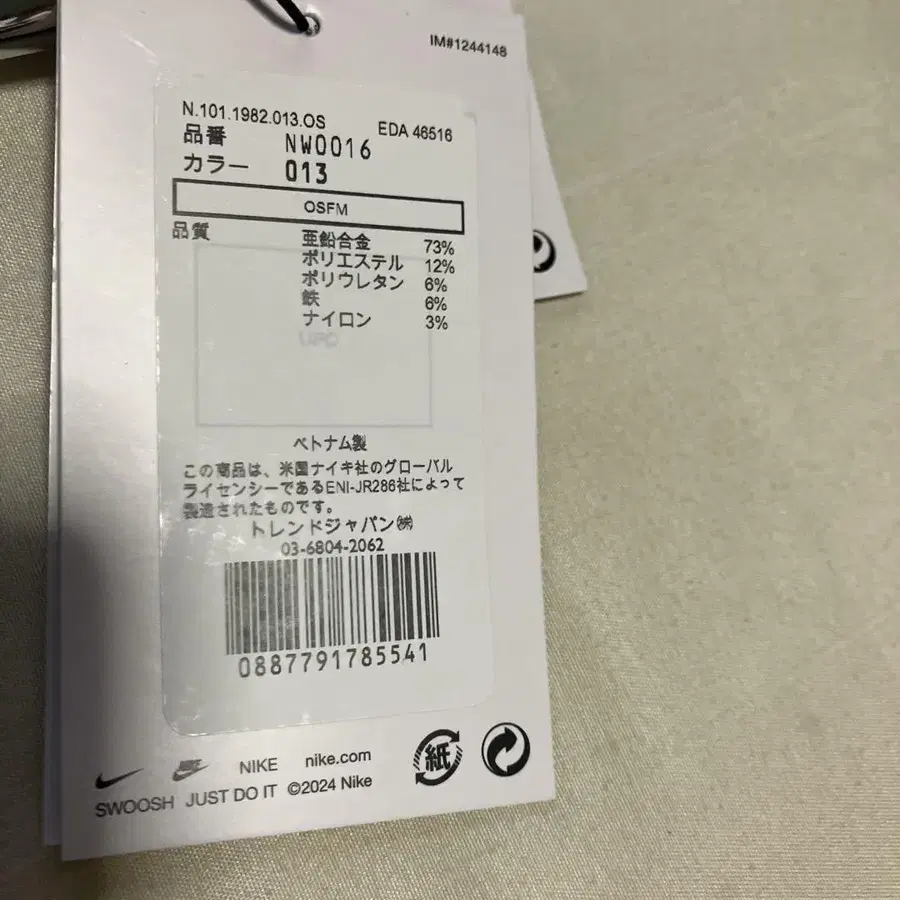 IM#1244148
N.101.1982.013.OS
EDA 46516
品番 NW0016
カラー 013
OSFM
品質 亜鉛合金 73%
ポリエステル 12%
ポリウレタン 6%
鉄 6%
ナイロン 3%
UPC
ベトナム製
この商品は、米国ナイキ社のグローバル
ライセンシーであるENI-JR286社によって
製造されたものです。
トレンドジャパン㈱
03-6804-2062
0887791785541
NIKE nike.com
SWOOSH JUST DO IT ©2024 Nike
紙